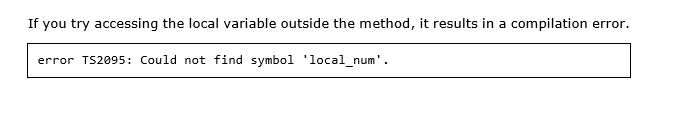 If you try accessing the local variable outside the method, it results in a compilation error.
error TS2095: Could not find symbol 'local_num'.